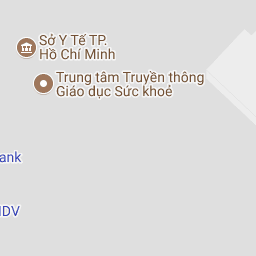 Sở Y Tế TP.
Hồ Chí Minh
Trung tâm Truyền thông
Giáo dục Sức khoẻ
ank
IDV